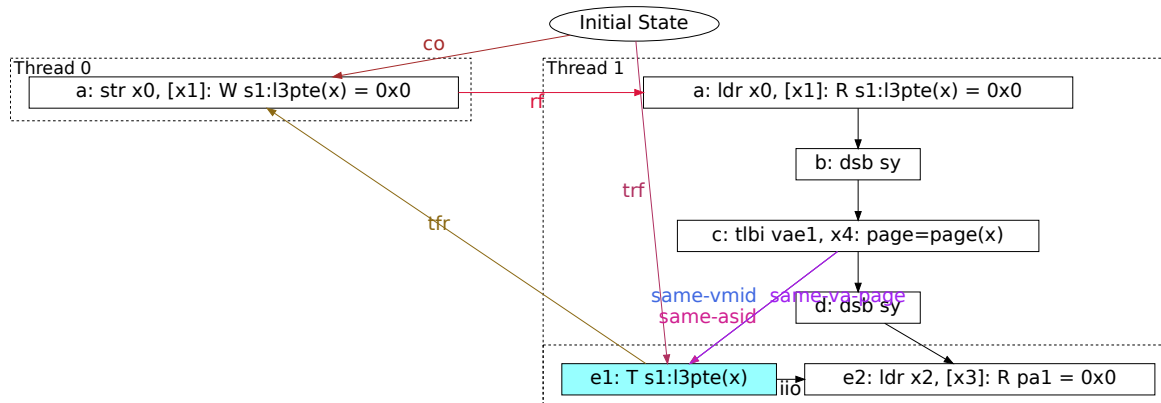 Initial State
co
Thread 0
Thread 1
a: str x0, [x1]: W s1:l3pte(x) = 0x0
rf
a: ldr x0, [x1]: R s1:l3pte(x) = 0x0
b: dsb sy
trf
tfr
c: tlbi vae1, x4: page=page(x)
same-vmid
same-va-page
same-asid
d: dsb sy
e1: T s1:l3pte(x)
iio
e2: ldr x2, [x3]: R pa1 = 0x0